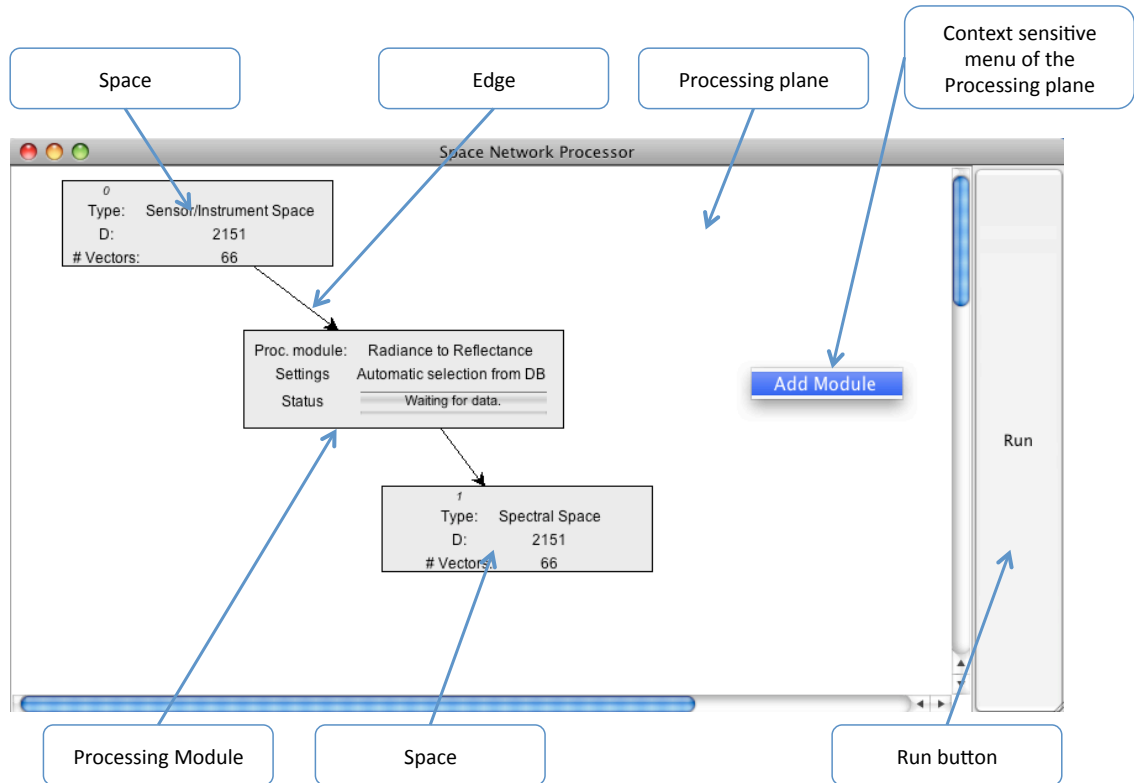 Context sensitive
menu of the
Processing plane
Space
Edge
Processing plane
Space Network Processor
0
Type: Sensor/Instrument Space
D: 2151
# Vectors: 66
Proc. module: Radiance to Reflectance
Settings Automatic selection from DB
Status Waiting for data.
Add Module
Run
1
Type: Spectral Space
D: 2151
# Vectors: 66
Processing Module
Space
Run button